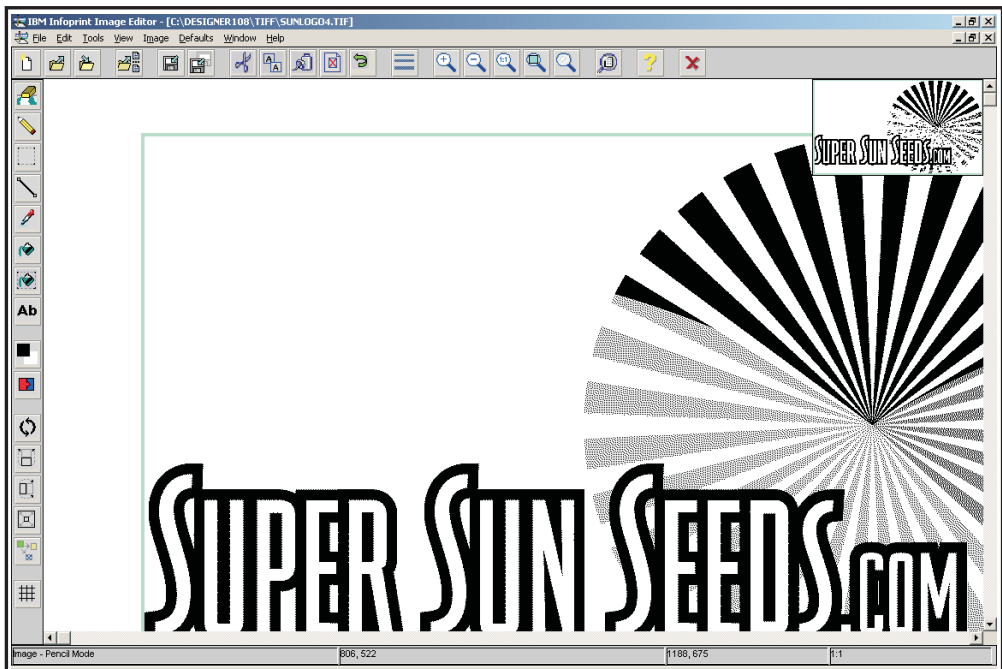 IBM Infoprint Image Editor - [C:\DESIGNER108\TIFF\SUNLOGO4.TIF]
File Edit Tools View Image Defaults Window Help
SUPER SUN SEEDS.COM
Ab
SUPER SUN SEEDS.COM
Image - Pencil Mode 806, 522 1188, 675 1:1